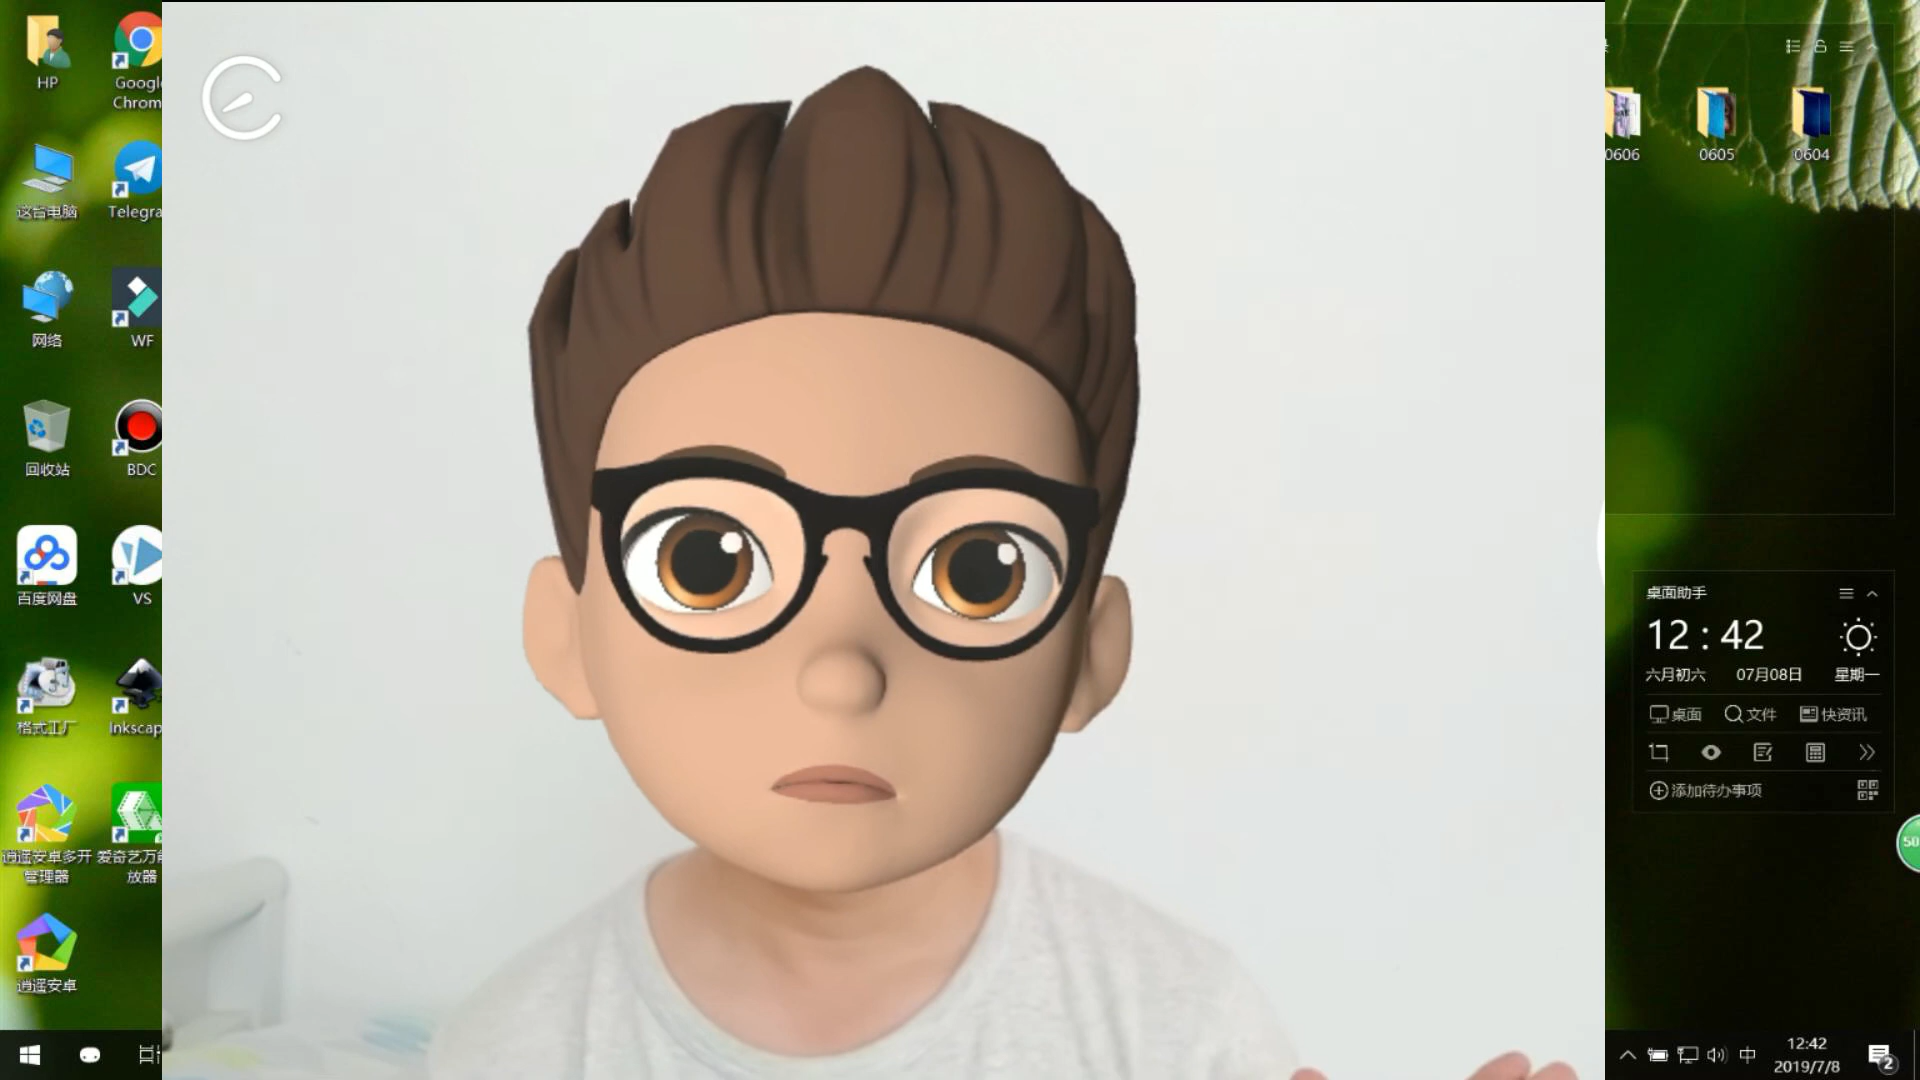 HP
Google
Chrom
这台电脑
Telegra
网络
WF
回收站
BDC
百度网盘
VS
格式工厂
Inkscap
逍遥安卓多开
管理器
爱奇艺万能
放器
逍遥安卓
0606
0605
0604
桌面助手
12 : 42
六月初六 07月08日 星期一
桌面 文件 快资讯
添加待办事项
50
中
12:42
2019/7/8
2